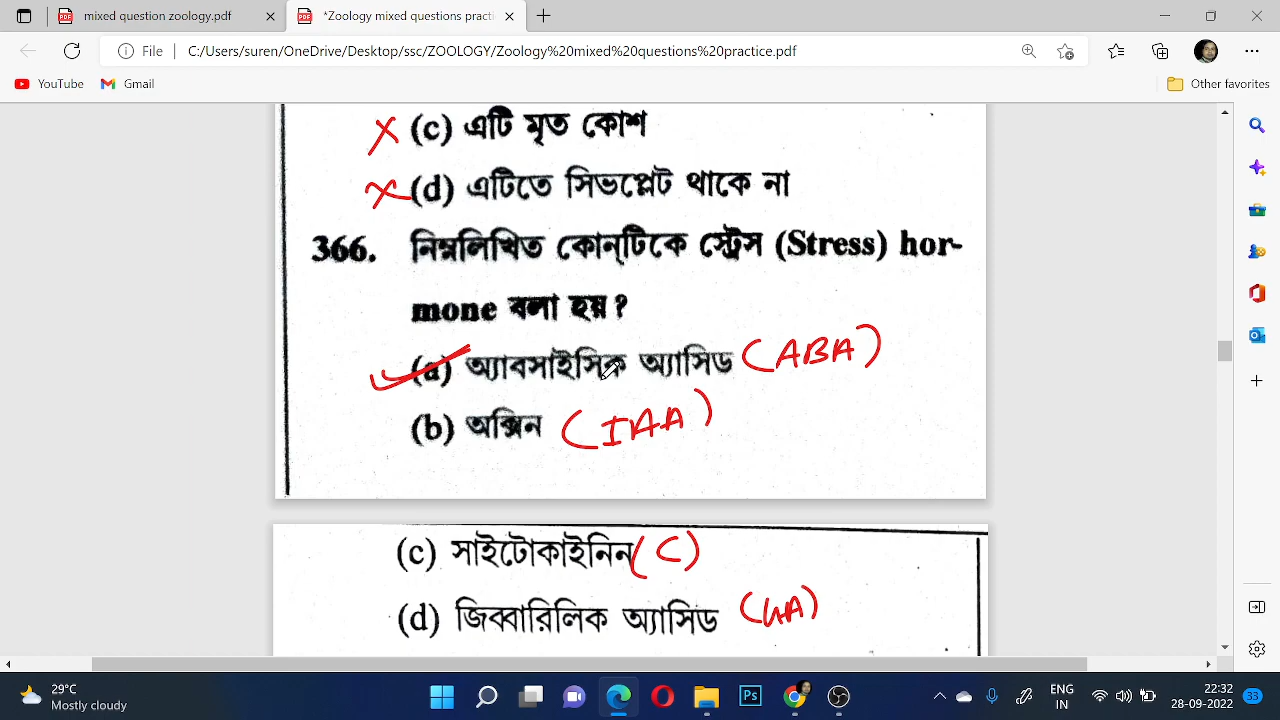 mixed question zoology.pdf
*Zoology mixed questions practic
File
C:/Users/suren/OneDrive/Desktop/ssc/ZOOLOGY/Zoology%20mixed%20questions%20practice.pdf
YouTube
Gmail
Other favorites
(c) এটি মৃত কোশ
(d) এটিতে সিভপ্লেট থাকে না
366. নিম্নলিখিত কোন্‌টিকে স্ট্রেস (Stress) hor-
mone বলা হয়?
(a) অ্যাবসাইসিক অ্যাসিড (ABA)
(b) অক্সিন (IAA)
(c) সাইটোকাইনিন (C)
(d) জিব্বারিলিক অ্যাসিড (GA)
29°C
Mostly cloudy
ENG
IN
22:32
28-09-2022
33